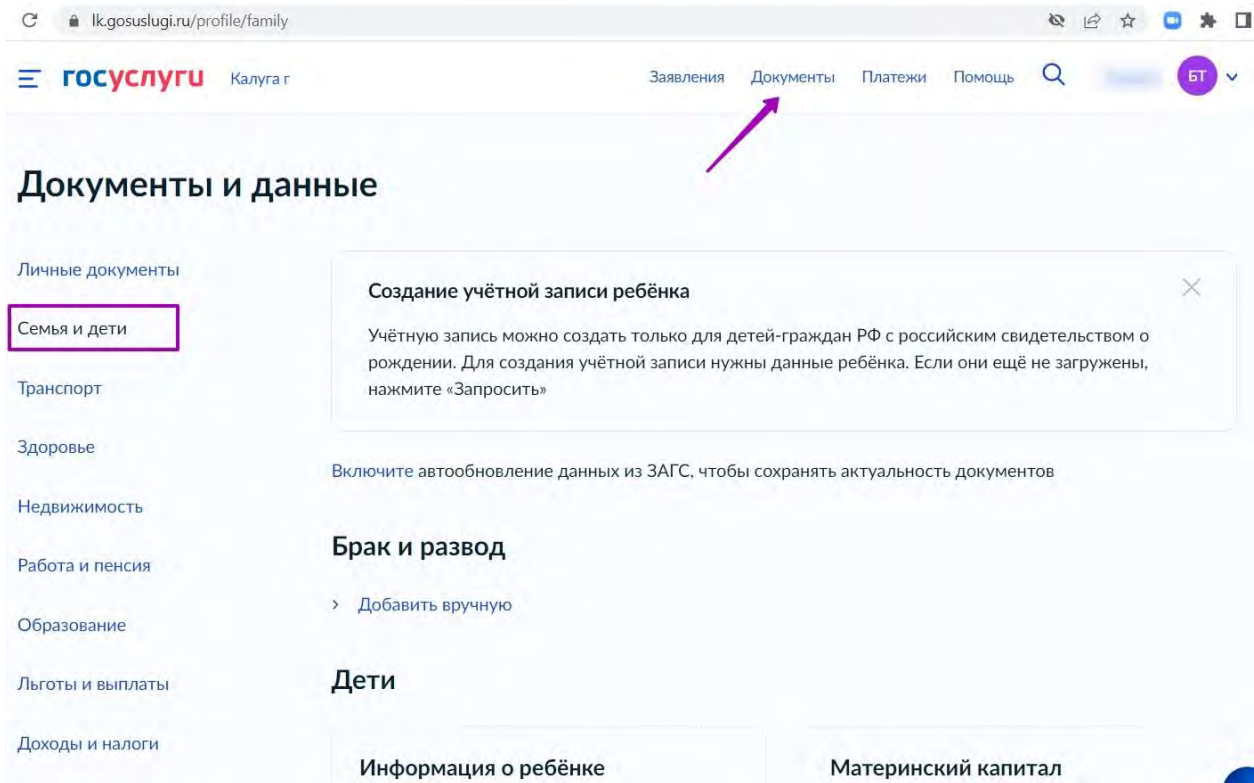 lk.gosuslugi.ru/profile/family
госуслуги Калуга г Заявления Документы Платежи Помощь БТ
Документы и данные
Личные документы
Семья и дети
Транспорт
Здоровье
Недвижимость
Работа и пенсия
Образование
Льготы и выплаты
Доходы и налоги
Создание учётной записи ребёнка
Учётную запись можно создать только для детей-граждан РФ с российским свидетельством о
рождении. Для создания учётной записи нужны данные ребёнка. Если они ещё не загружены,
нажмите «Запросить»
Включите автообновление данных из ЗАГС, чтобы сохранять актуальность документов
Брак и развод
Добавить вручную
Дети
Информация о ребёнке
Материнский капитал